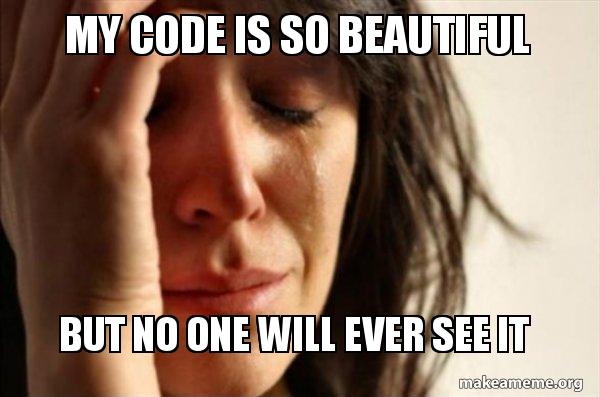 MY CODE IS SO BEAUTIFUL
BUT NO ONE WILL EVER SEE IT
makeameme.org